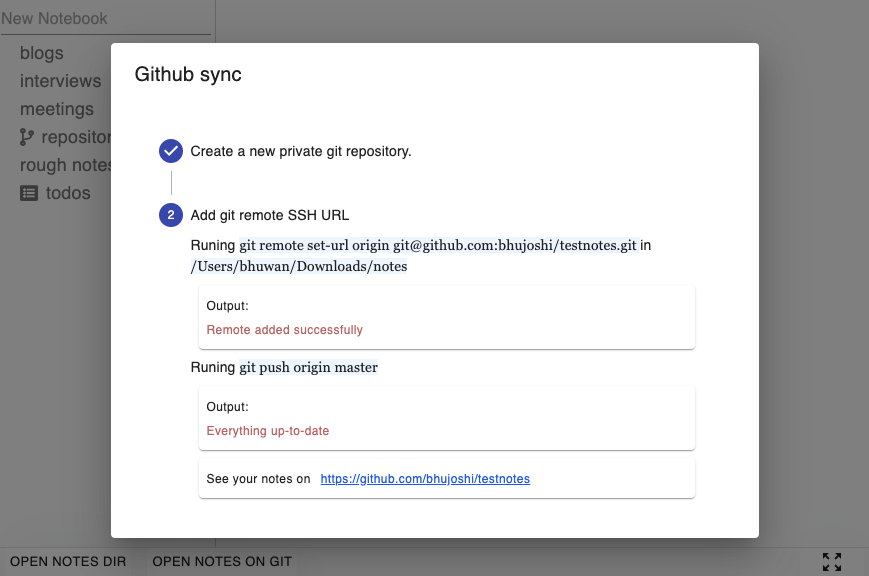 New Notebook
blogs
interviews
meetings
rough notes
todos
Github sync
Create a new private git repository.
2 Add git remote SSH URL
Runing git remote set-url origin git@github.com:bhujoshi/testnotes.git in
/Users/bhuwan/Downloads/notes
Output:
Remote added successfully
Runing git push origin master
Output:
Everything up-to-date
See your notes on https://github.com/bhujoshi/testnotes
OPEN NOTES DIR OPEN NOTES ON GIT